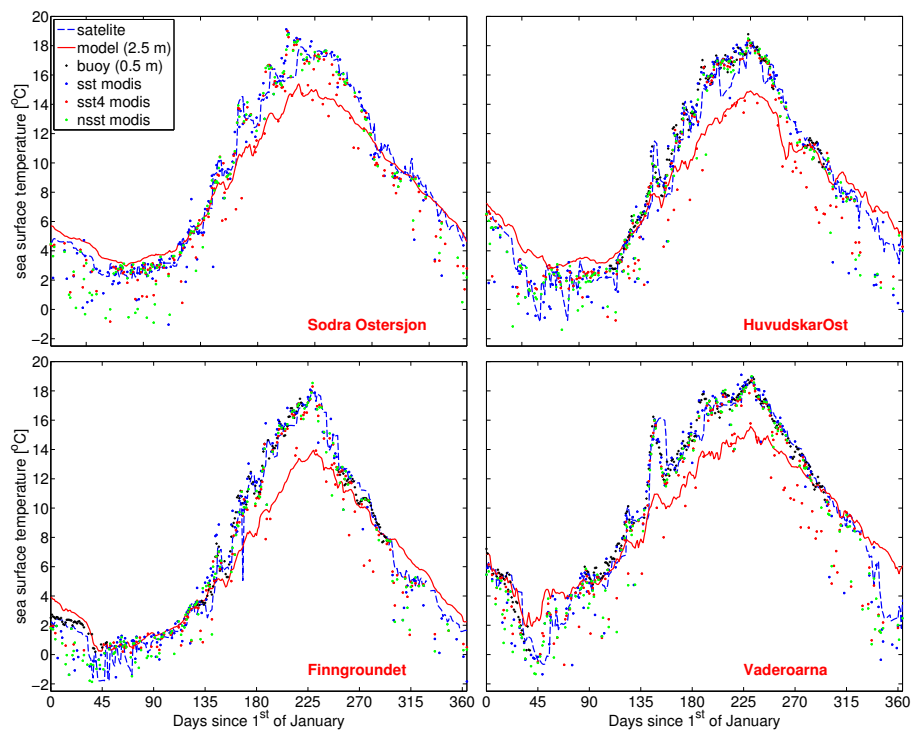 20
18
16
14
12
10
8
6
4
2
0
−2
sea surface temperature [°C]
satelite
model (2.5 m)
buoy (0.5 m)
sst modis
sst4 modis
nsst modis
Sodra Ostersjon
HuvudskarOst
20
18
16
14
12
10
8
6
4
2
0
−2
sea surface temperature [°C]
Finngroundet
Vaderoarna
0 45 90 135 180 225 270 315 360
0 45 90 135 180 225 270 315 360
Days since 1st of January
Days since 1st of January